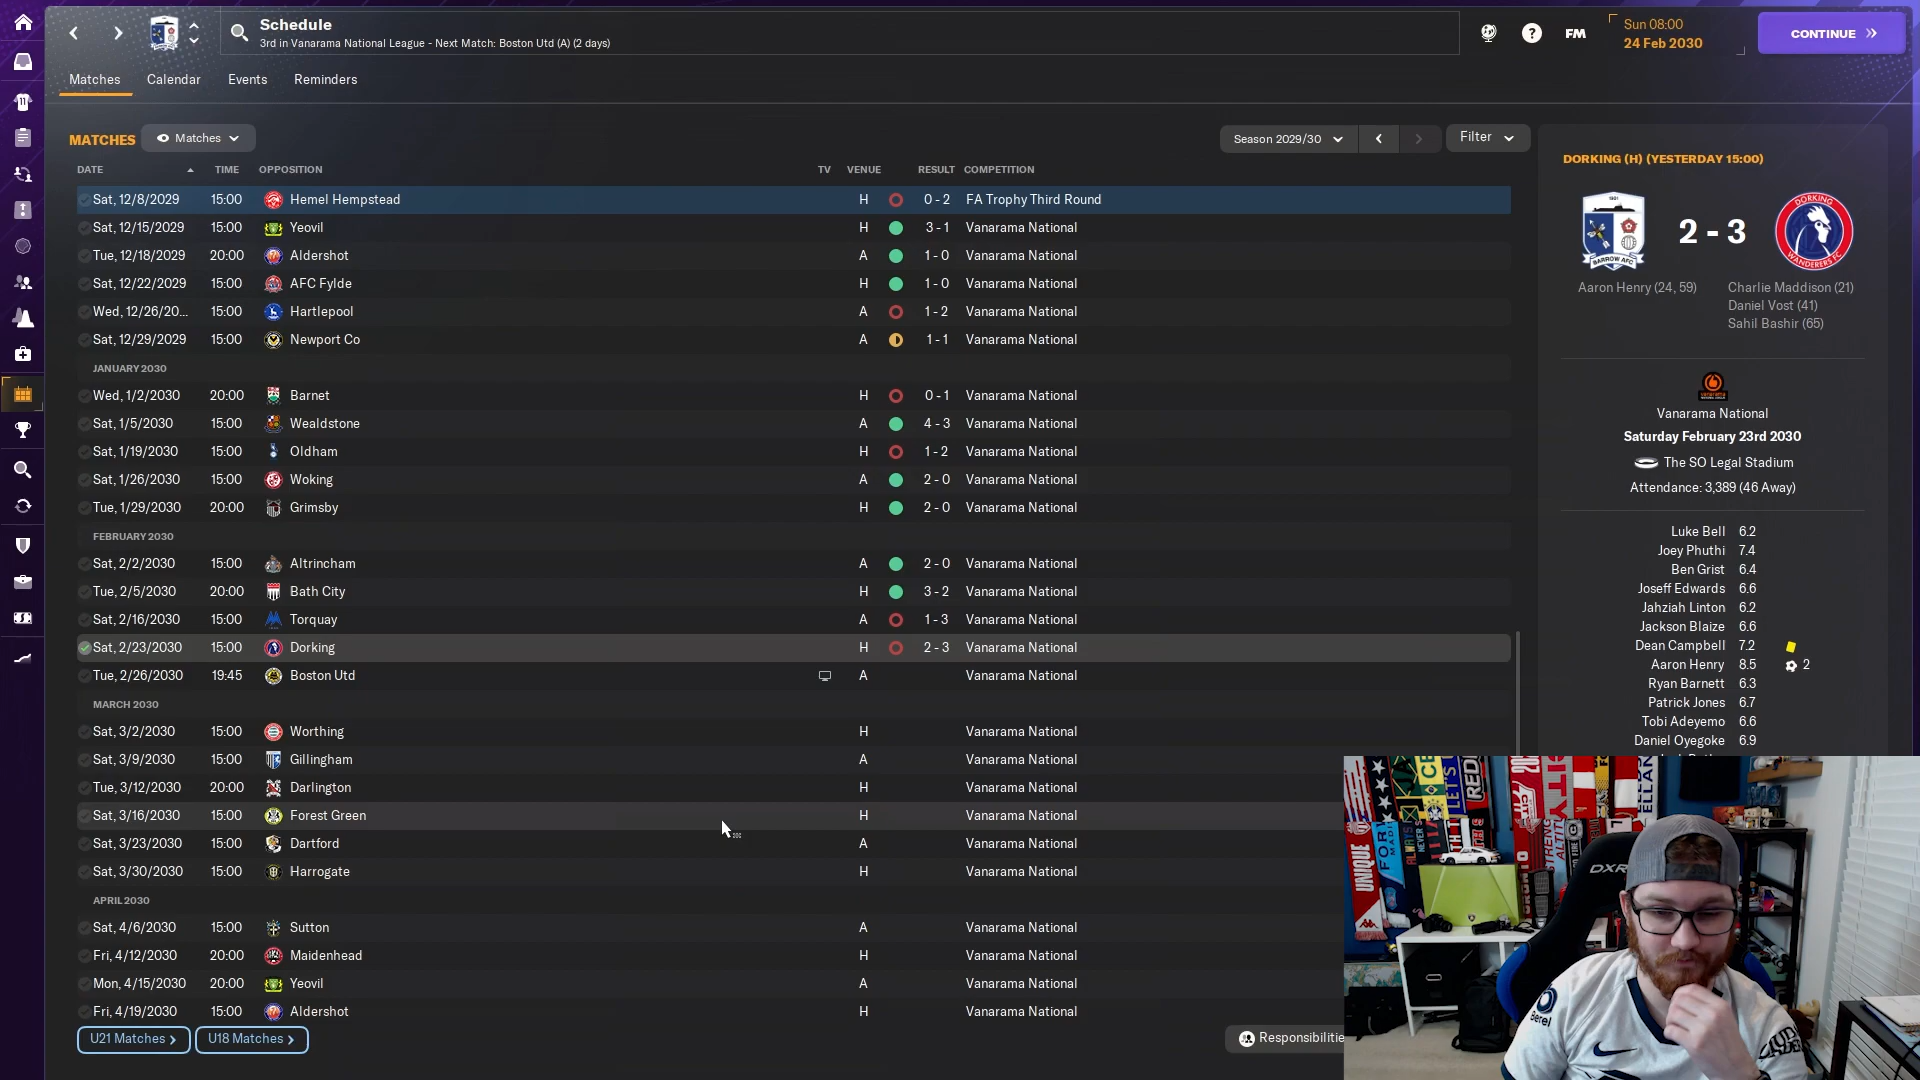 Schedule
3rd in Vanarama National League - Next Match: Boston Utd (A) (2 days)
FM
Sun 08:00
24 Feb 2030
CONTINUE
Matches
Calendar
Events
Reminders
MATCHES
Matches
Season 2029/30
Filter
DATE TIME OPPOSITION TV VENUE RESULT COMPETITION
Sat, 12/8/2029 15:00 Hemel Hempstead H 0 - 2 FA Trophy Third Round
Sat, 12/15/2029 15:00 Yeovil H 3 - 1 Vanarama National
Tue, 12/18/2029 20:00 Aldershot A 1 - 0 Vanarama National
Sat, 12/22/2029 15:00 AFC Fylde H 1 - 0 Vanarama National
Wed, 12/26/20... 15:00 Hartlepool A 1 - 2 Vanarama National
Sat, 12/29/2029 15:00 Newport Co A 1 - 1 Vanarama National
JANUARY 2030
Wed, 1/2/2030 20:00 Barnet H 0 - 1 Vanarama National
Sat, 1/5/2030 15:00 Wealdstone A 4 - 3 Vanarama National
Sat, 1/19/2030 15:00 Oldham H 1 - 2 Vanarama National
Sat, 1/26/2030 15:00 Woking A 2 - 0 Vanarama National
Tue, 1/29/2030 20:00 Grimsby H 2 - 0 Vanarama National
FEBRUARY 2030
Sat, 2/2/2030 15:00 Altrincham A 2 - 0 Vanarama National
Tue, 2/5/2030 20:00 Bath City H 3 - 2 Vanarama National
Sat, 2/16/2030 15:00 Torquay A 1 - 3 Vanarama National
Sat, 2/23/2030 15:00 Dorking H 2 - 3 Vanarama National
Tue, 2/26/2030 19:45 Boston Utd A Vanarama National
MARCH 2030
Sat, 3/2/2030 15:00 Worthing H Vanarama National
Sat, 3/9/2030 15:00 Gillingham A Vanarama National
Tue, 3/12/2030 20:00 Darlington H Vanarama National
Sat, 3/16/2030 15:00 Forest Green H Vanarama National
Sat, 3/23/2030 15:00 Dartford A Vanarama National
Sat, 3/30/2030 15:00 Harrogate H Vanarama National
APRIL 2030
Sat, 4/6/2030 15:00 Sutton A Vanarama National
Fri, 4/12/2030 20:00 Maidenhead H Vanarama National
Mon, 4/15/2030 20:00 Yeovil A Vanarama National
Fri, 4/19/2030 15:00 Aldershot H Vanarama National
U21 Matches
U18 Matches
Responsibilitie
DORKING (H) (YESTERDAY 15:00)
BARROW AFC
2 - 3
DORKING
WANDERERS FC
Aaron Henry (24, 59)
Charlie Maddison (21)
Daniel Vost (41)
Sahil Bashir (65)
Vanarama National
Saturday February 23rd 2030
The SO Legal Stadium
Attendance: 3,389 (46 Away)
Luke Bell 6.2
Joey Phuthi 7.4
Ben Grist 6.4
Joseff Edwards 6.6
Jahziah Linton 6.2
Jackson Blaize 6.6
Dean Campbell 7.2
Aaron Henry 8.5 2
Ryan Barnett 6.3
Patrick Jones 6.7
Tobi Adeyemo 6.6
Daniel Oyegoke 6.9
UNIQUE
DXR